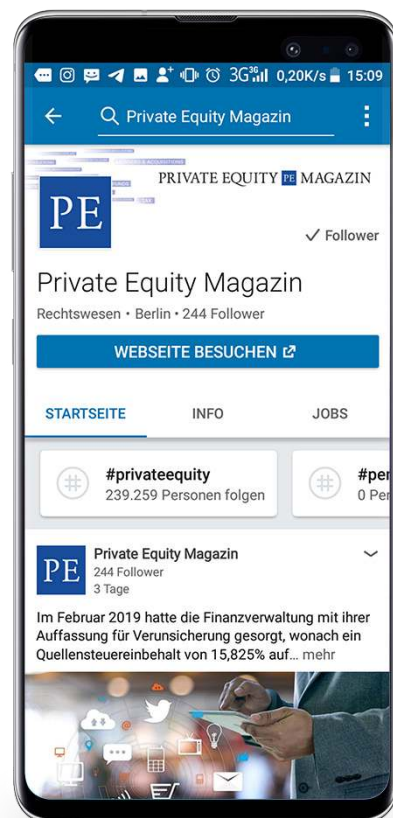 3G 3G 0,20K/s 15:09
Private Equity Magazin
PRIVATE EQUITY PE MAGAZIN
PE
Follower
Private Equity Magazin
Rechtswesen • Berlin • 244 Follower
WEBSEITE BESUCHEN
STARTSEITE INFO JOBS
#privateequity #per
239.259 Personen folgen 0 Per
PE
Private Equity Magazin
244 Follower
3 Tage
Im Februar 2019 hatte die Finanzverwaltung mit ihrer
Auffassung für Verunsicherung gesorgt, wonach ein
Quellensteuereinbehalt von 15,825% auf... mehr